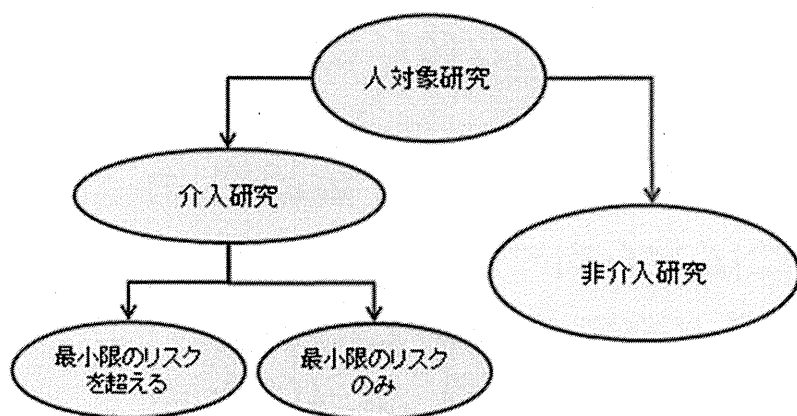 人対象研究
介入研究
非介入研究
最小限のリスク
を超える
最小限のリスク
のみ